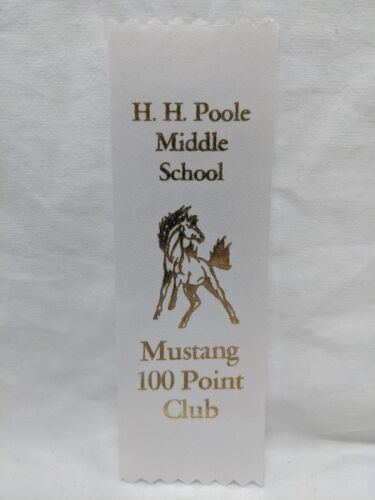 H. H. Poole
Middle
School
Mustang
100 Point
Club